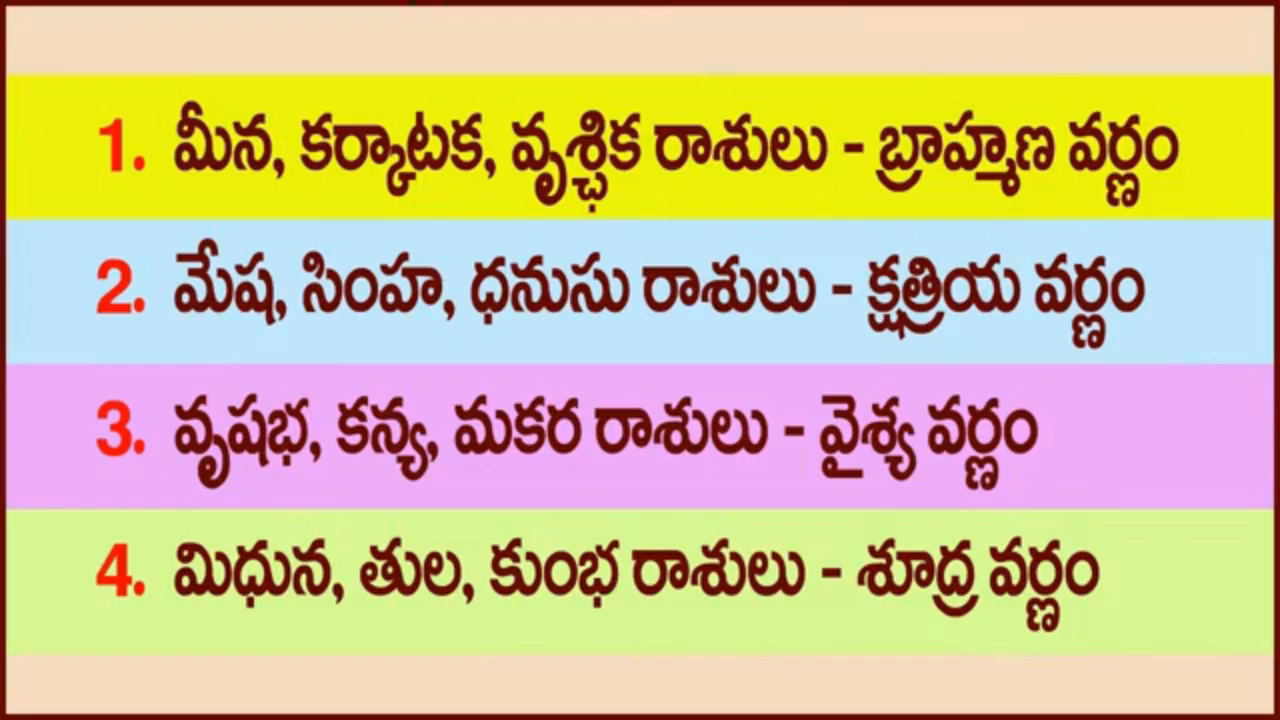 1. మీన, కర్కాటక, వృశ్చిక రాశులు - బ్రాహ్మణ వర్ణం
2. మేష, సింహ, ధనుసు రాశులు - క్షత్రియ వర్ణం
3. వృషభ, కన్య, మకర రాశులు - వైశ్య వర్ణం
4. మిధున, తుల, కుంభ రాశులు - శూద్ర వర్ణం